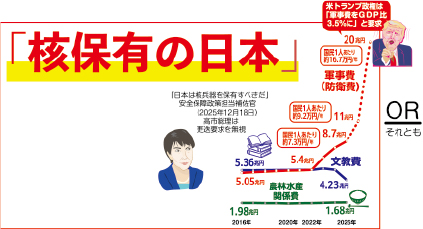 米トランプ政権は
「軍事費をGDP比
3.5%に」と要求
「核保有の日本」
20兆円
国民1人あたり
約16.7万円/年
軍事費
(防衛費)
「日本は核兵器を保有すべきだ」
安全保障政策担当補佐官
(2025年12月18日)
高市総理は
更迭要求を無視
国民1人あたり
約9.2万円/年
11兆円
8.7兆円
国民1人あたり
約7.3万円/年
OR
それとも
5.36兆円
5.4兆円
文教費
5.05兆円
4.23兆円
農林水産
関係費
1.98兆円
1.68兆円
2016年
2020年
2022年
2025年